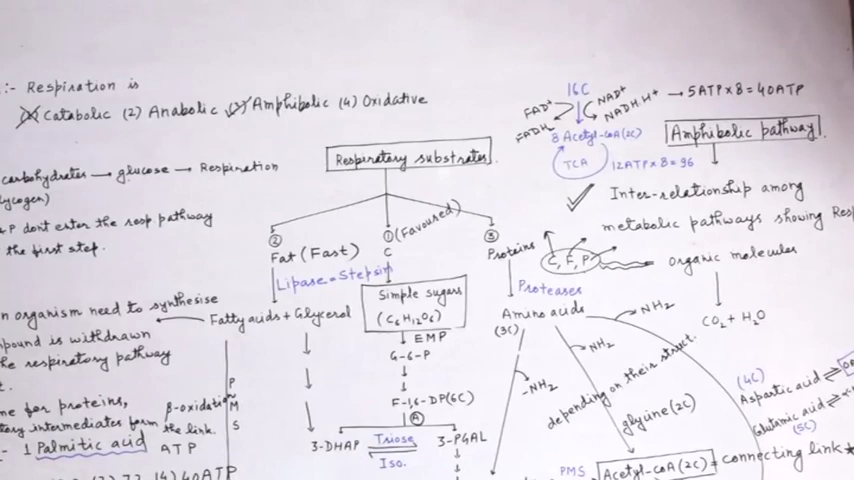 :- Respiration is
(1) Catabolic (2) Anabolic (3) Amphibolic (4) Oxidative
carbohydrates → glucose → Respiration
lycogen)
& P dont enter the resp pathway
the first step.
n organism need to synthesise
mpound is withdrawn
he respiratory pathway
t.
me for proteins,
tory intermediates form the link.
:- 1 Palmitic acid
ATP
40ATP
Respiratory substrates
② Fat (Fast)
① (Favoured)
C
③ Proteins
Lipase = Stepsin
Fatty acids + Glycerol
β-oxidation
P
M
S
Simple sugars
(C6H12O6)
EMP
G-6-P
F-1,6-DP(6C)
A
3-DHAP
Triose
Iso.
3-PGAL
Proteases
Amino acids
(3C)
NH2
NH2
-NH2
depending on their struct.
glycine(2C)
PMS
Acetyl-CoA(2C) = connecting link
16C
FAD+
FADH2
NAD+
NADH.H+
→ 5ATP x 8 = 40ATP
8 Acetyl-CoA(2C)
TCA
12ATP x 8 = 96
Amphibolic pathway
Inter-relationship among
metabolic pathways showing Resp
C, F, P
organic molecules
CO2 + H2O
(4C)
Aspartic acid ⇌
Glutamic acid ⇌
(5C)